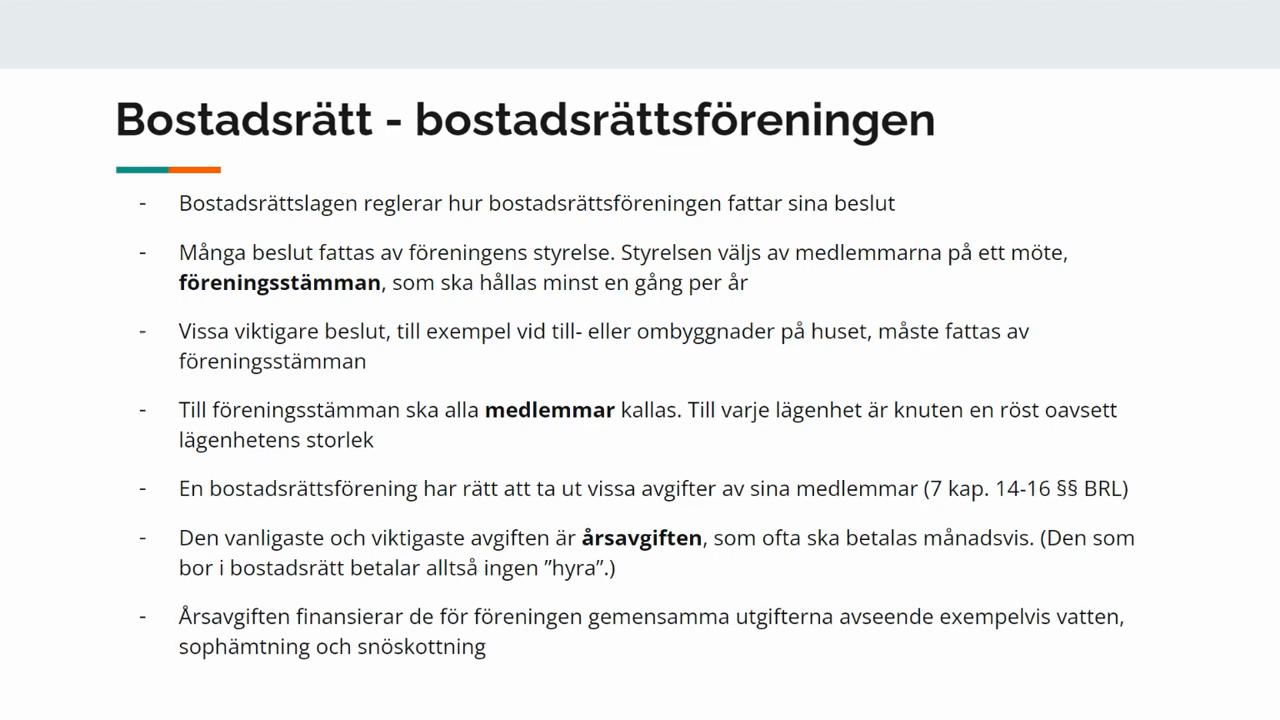 Bostadsrätt - bostadsrättsföreningen
- Bostadsrättslagen reglerar hur bostadsrättsföreningen fattar sina beslut
- Många beslut fattas av föreningens styrelse. Styrelsen väljs av medlemmarna på ett möte,
föreningsstämman, som ska hållas minst en gång per år
- Vissa viktigare beslut, till exempel vid till- eller ombyggnader på huset, måste fattas av
föreningsstämman
- Till föreningsstämman ska alla medlemmar kallas. Till varje lägenhet är knuten en röst oavsett
lägenhetens storlek
- En bostadsrättsförening har rätt att ta ut vissa avgifter av sina medlemmar (7 kap. 14-16 §§ BRL)
- Den vanligaste och viktigaste avgiften är årsavgiften, som ofta ska betalas månadsvis. (Den som
bor i bostadsrätt betalar alltså ingen ”hyra”.)
- Årsavgiften finansierar de för föreningen gemensamma utgifterna avseende exempelvis vatten,
sophämtning och snöskottning